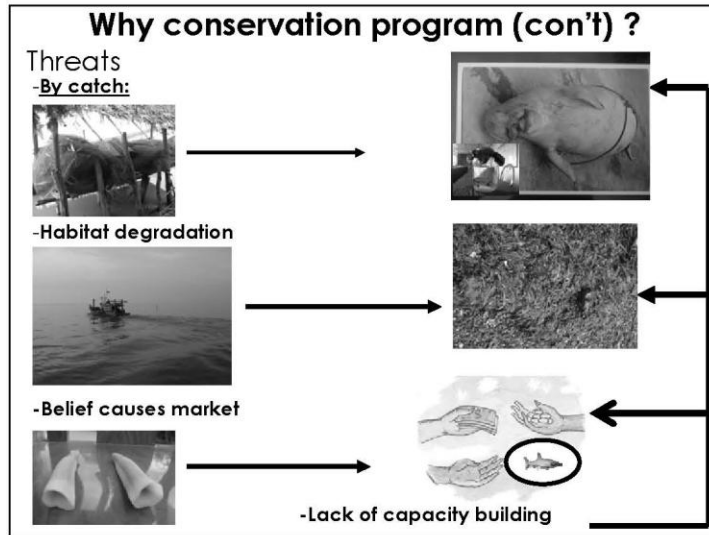 Why conservation program (con't) ?
Threats
-By catch:
-Habitat degradation
-Belief causes market
-Lack of capacity building